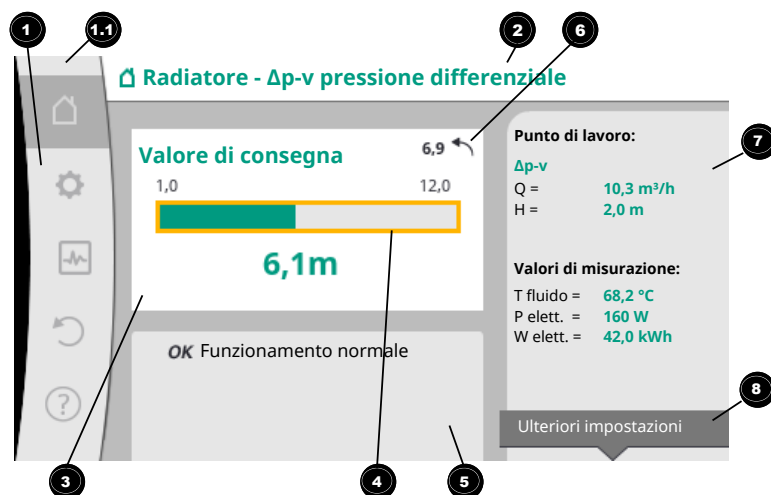 1
1.1
2
6
Radiatore - Δp-v pressione differenziale
Valore di consegna
6,9
1,0
12,0
6,1m
OK Funzionamento normale
Punto di lavoro:
7
Δp-v
Q = 10,3 m³/h
H = 2,0 m
Valori di misurazione:
T fluido = 68,2 °C
P elett. = 160 W
W elett. = 42,0 kWh
8
Ulteriori impostazioni
?
3
4
5